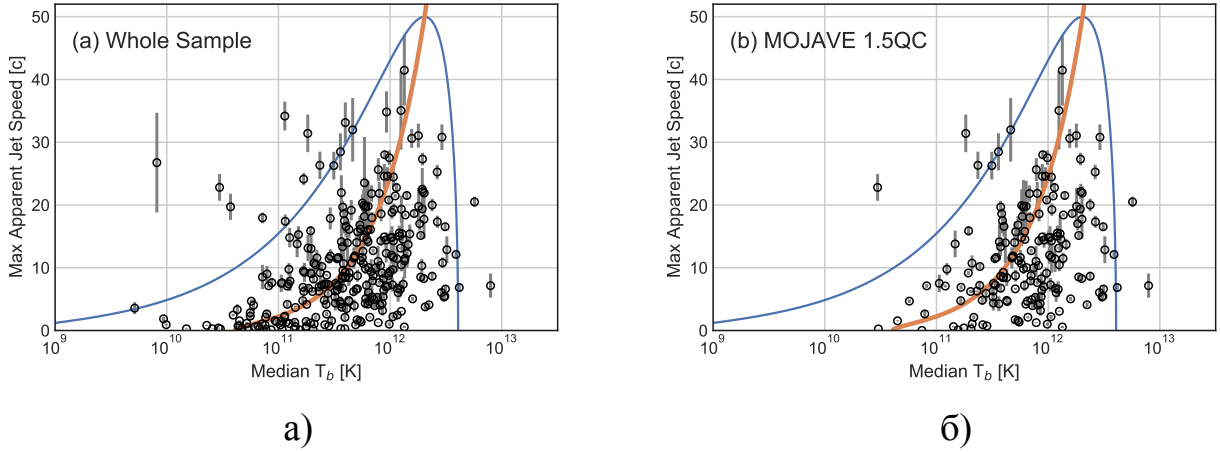 (a) Whole Sample
Max Apparent Jet Speed [c]
50
40
30
20
10
0
10^9 10^10 10^11 10^12 10^13
Median T_b [K]
а)
(b) MOJAVE 1.5QC
Max Apparent Jet Speed [c]
50
40
30
20
10
0
10^9 10^10 10^11 10^12 10^13
Median T_b [K]
б)